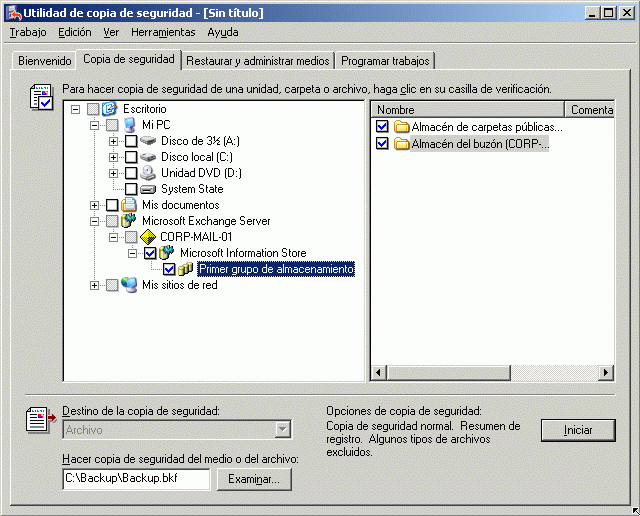 Utilidad de copia de seguridad - [Sin título]
Trabajo Edición Ver Herramientas Ayuda
Bienvenido Copia de seguridad Restaurar y administrar medios Programar trabajos
Para hacer copia de seguridad de una unidad, carpeta o archivo, haga clic en su casilla de verificación.
Escritorio
Mi PC
Disco de 3½ (A:)
Disco local (C:)
Unidad DVD (D:)
System State
Mis documentos
Microsoft Exchange Server
CORP-MAIL-01
Microsoft Information Store
Primer grupo de almacenamiento
Mis sitios de red
Nombre Comenta
Almacén de carpetas públicas...
Almacén del buzón (CORP-...
Destino de la copia de seguridad:
Archivo
Hacer copia de seguridad del medio o del archivo:
C:\Backup\Backup.bkf
Examinar...
Opciones de copia de seguridad:
Copia de seguridad normal. Resumen de
registro. Algunos tipos de archivos
excluidos.
Iniciar